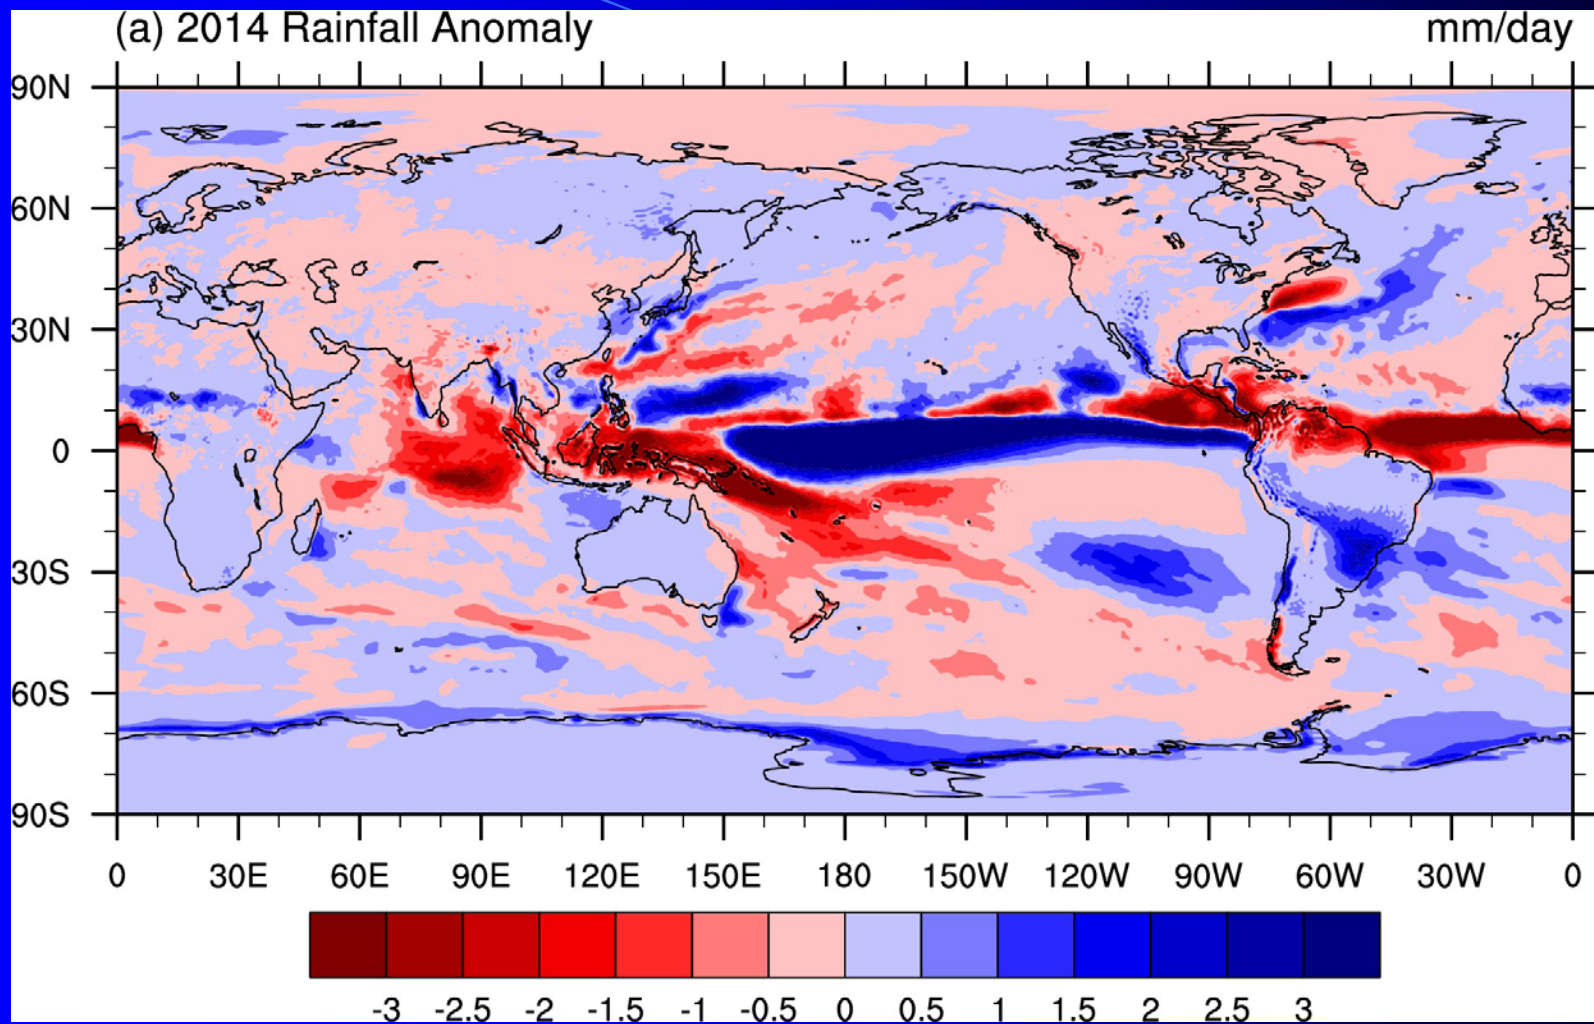 (a) 2014 Rainfall Anomaly mm/day
90N
60N
30N
0
30S
60S
90S
0 30E 60E 90E 120E 150E 180 150W 120W 90W 60W 30W 0
-3 -2.5 -2 -1.5 -1 -0.5 0 0.5 1 1.5 2 2.5 3